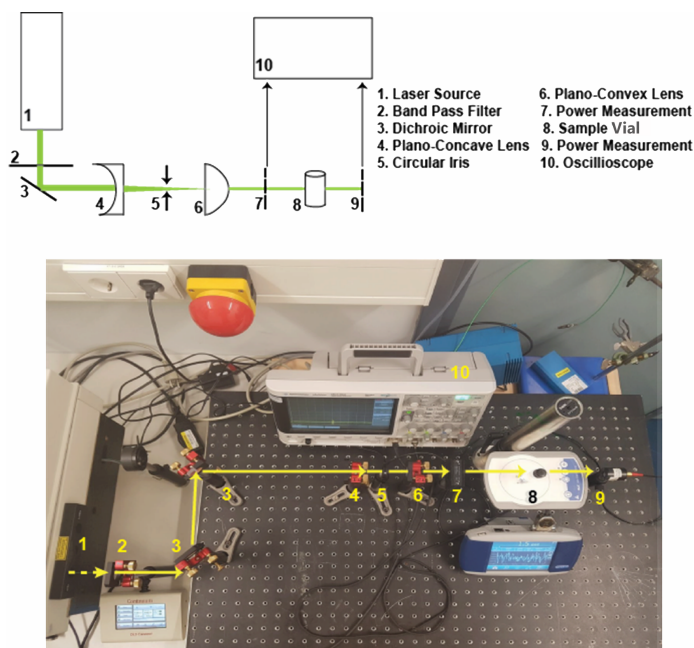 1
2
3
4
5
6
7
8
9
10
1. Laser Source
2. Band Pass Filter
3. Dichroic Mirror
4. Plano-Concave Lens
5. Circular Iris
6. Plano-Convex Lens
7. Power Measurement
8. Sample Vial
9. Power Measurement
10. Oscillioscope
10
1
2
3
3
4
5
6
7
8
9